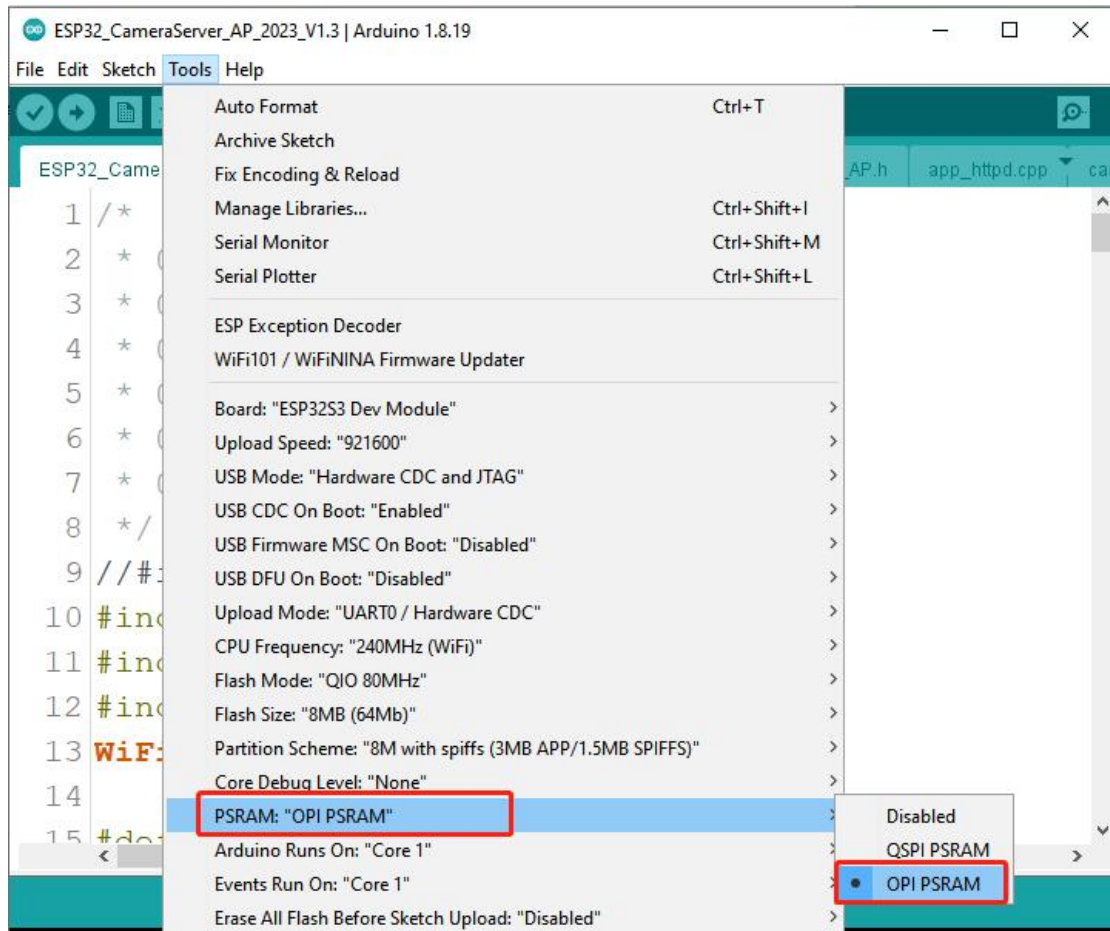 ESP32_CameraServer_AP_2023_V1.3 | Arduino 1.8.19
File Edit Sketch Tools Help
ESP32_Came
_AP.h
app_httpd.cpp
ca
Auto Format Ctrl+T
Archive Sketch
Fix Encoding & Reload
Manage Libraries... Ctrl+Shift+I
Serial Monitor Ctrl+Shift+M
Serial Plotter Ctrl+Shift+L
ESP Exception Decoder
WiFi101 / WiFiNINA Firmware Updater
Board: "ESP32S3 Dev Module"
Upload Speed: "921600"
USB Mode: "Hardware CDC and JTAG"
USB CDC On Boot: "Enabled"
USB Firmware MSC On Boot: "Disabled"
USB DFU On Boot: "Disabled"
Upload Mode: "UART0 / Hardware CDC"
CPU Frequency: "240MHz (WiFi)"
Flash Mode: "QIO 80MHz"
Flash Size: "8MB (64Mb)"
Partition Scheme: "8M with spiffs (3MB APP/1.5MB SPIFFS)"
Core Debug Level: "None"
PSRAM: "OPI PSRAM"
Arduino Runs On: "Core 1"
Events Run On: "Core 1"
Erase All Flash Before Sketch Upload: "Disabled"
Disabled
QSPI PSRAM
OPI PSRAM
1 /*
2 *
3 *
4 *
5 *
6 *
7 *
8 */
9 //#
10 #inc
11 #inc
12 #inc
13 WiFi
14
15